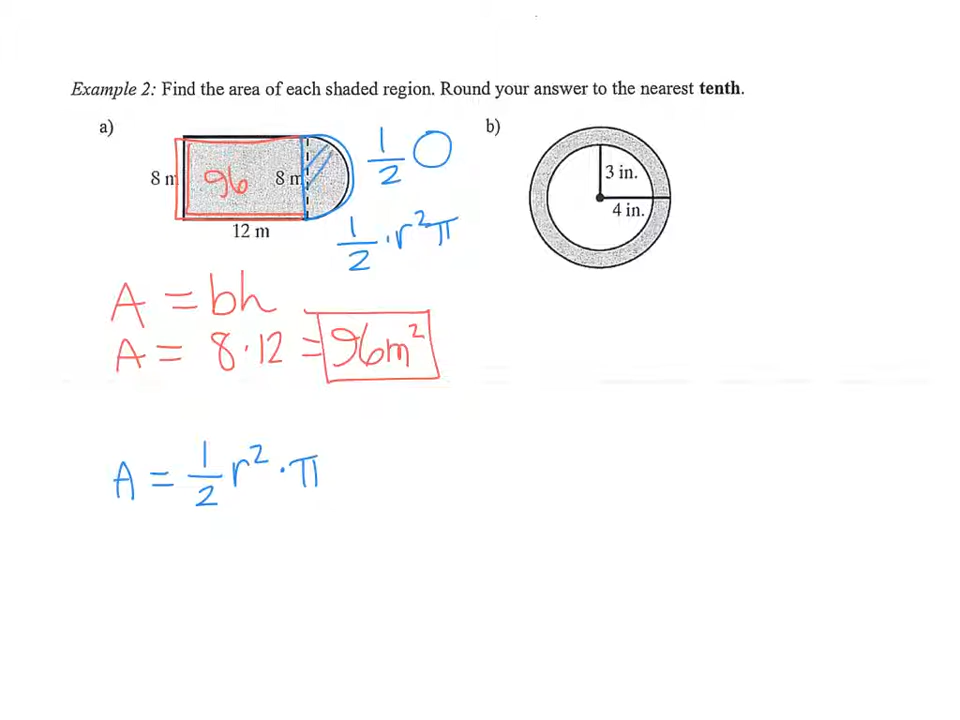 Example 2: Find the area of each shaded region. Round your answer to the nearest tenth.
a)
b)
8 m
96
8 m
12 m
1/2 O
1/2 · r²π
3 in.
4 in.
A = bh
A = 8·12 = 96m²
A = 1/2 r² · π